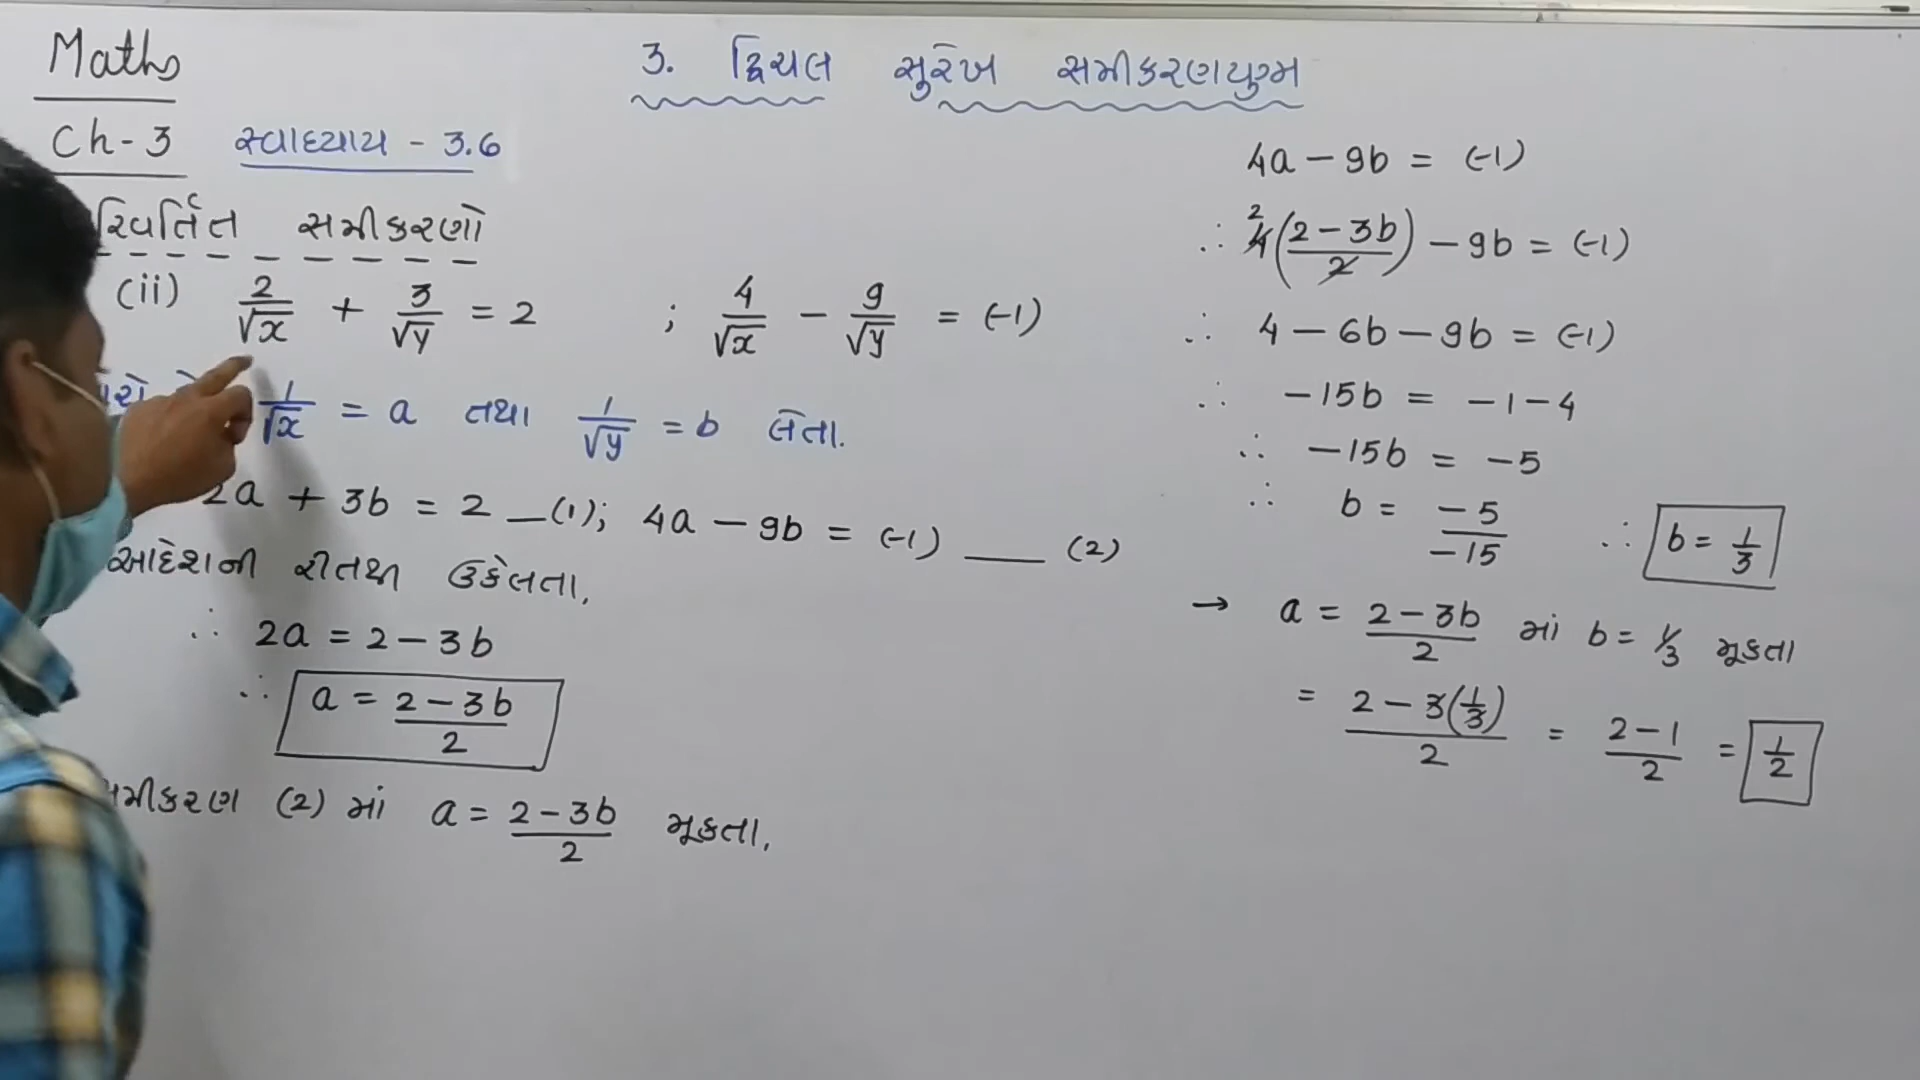 Maths
3. દ્વિચલ સુરેખ સમીકરણયુગ્મ
Ch-3 સ્વાધ્યાય - 3.6
સમીકરણો
(ii) 2/√x + 3/√y = 2 ; 4/√x - 9/√y = (-1)
1/√x = a તથા 1/√y = b લેતા.
2a + 3b = 2 —(1); 4a - 9b = (-1) —— (2)
આદેશની રીતથી ઉકેલતા,
∴ 2a = 2 - 3b
∴ a = (2 - 3b)/2
(2) માં a = (2 - 3b)/2 મૂકતા,
4a - 9b = (-1)
∴ 4((2 - 3b)/2) - 9b = (-1)
∴ 4 - 6b - 9b = (-1)
∴ -15b = -1 - 4
∴ -15b = -5
∴ b = -5/-15 ∴ b = 1/3
→ a = (2 - 3b)/2 માં b = 1/3 મૂકતા
= (2 - 3(1/3))/2 = (2-1)/2 = 1/2